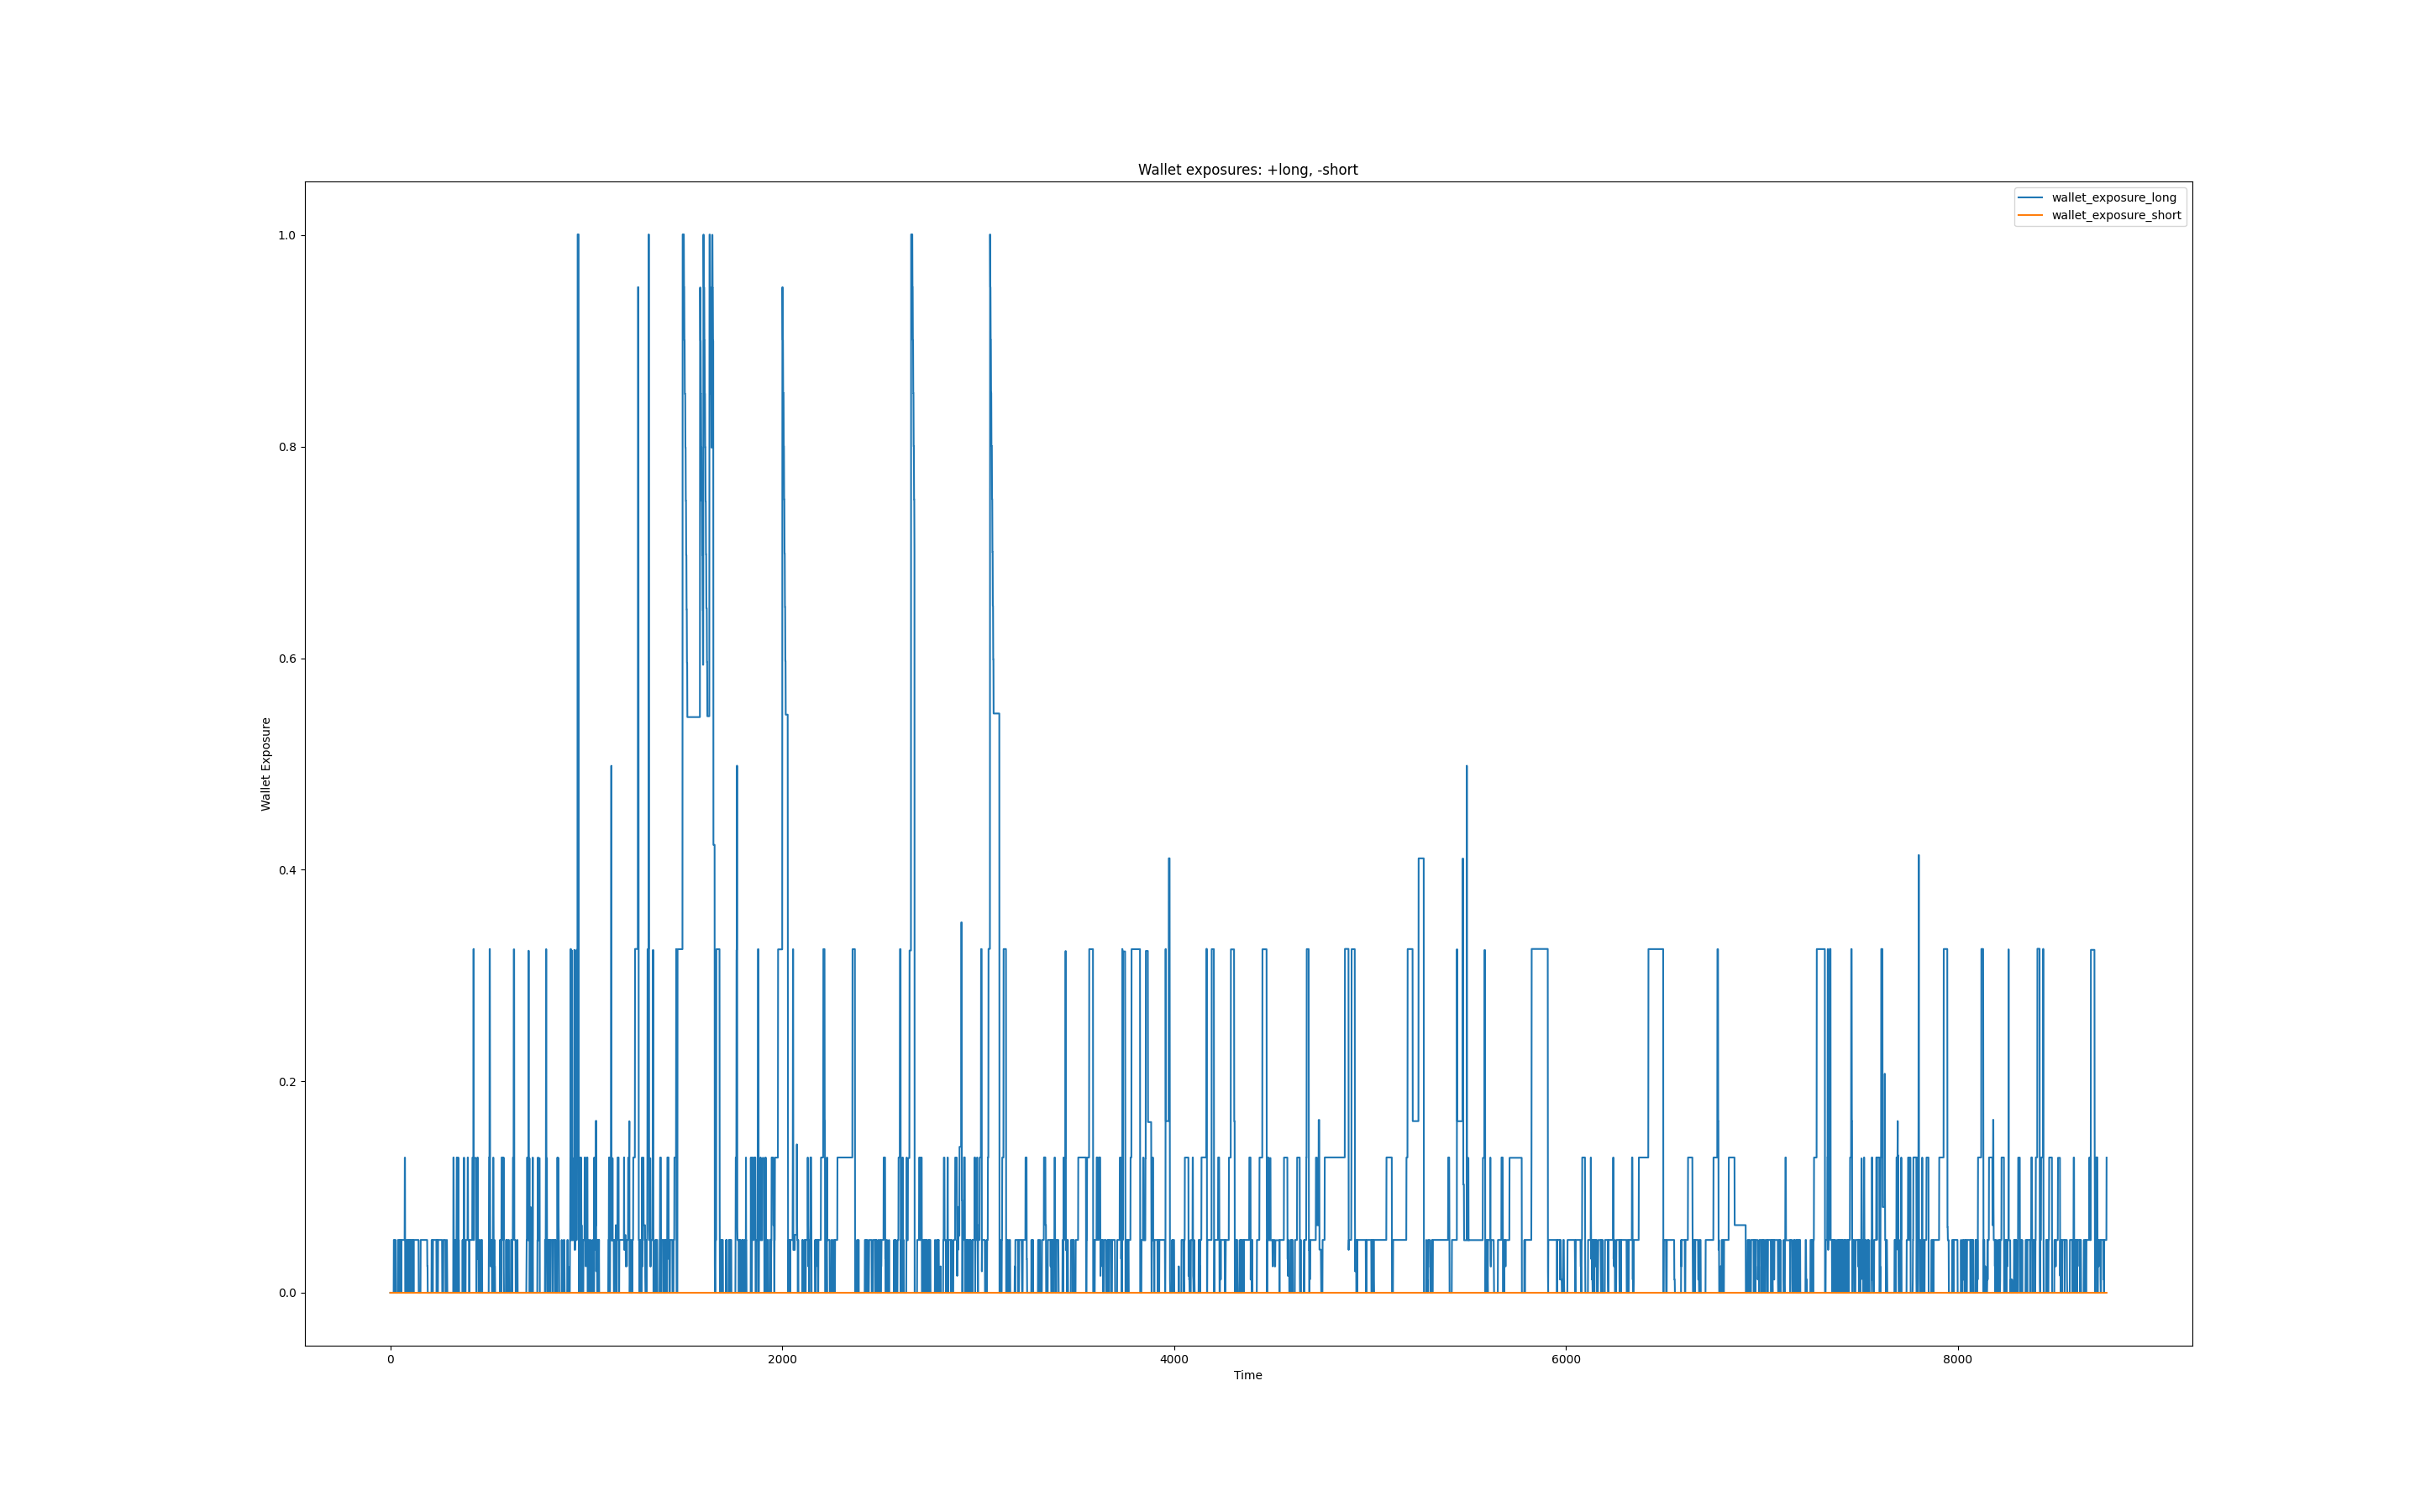 Wallet exposures: +long, -short
wallet_exposure_long
wallet_exposure_short
1.0
0.8
0.6
0.4
0.2
0.0
Wallet Exposure
0 2000 4000 6000 8000
Time